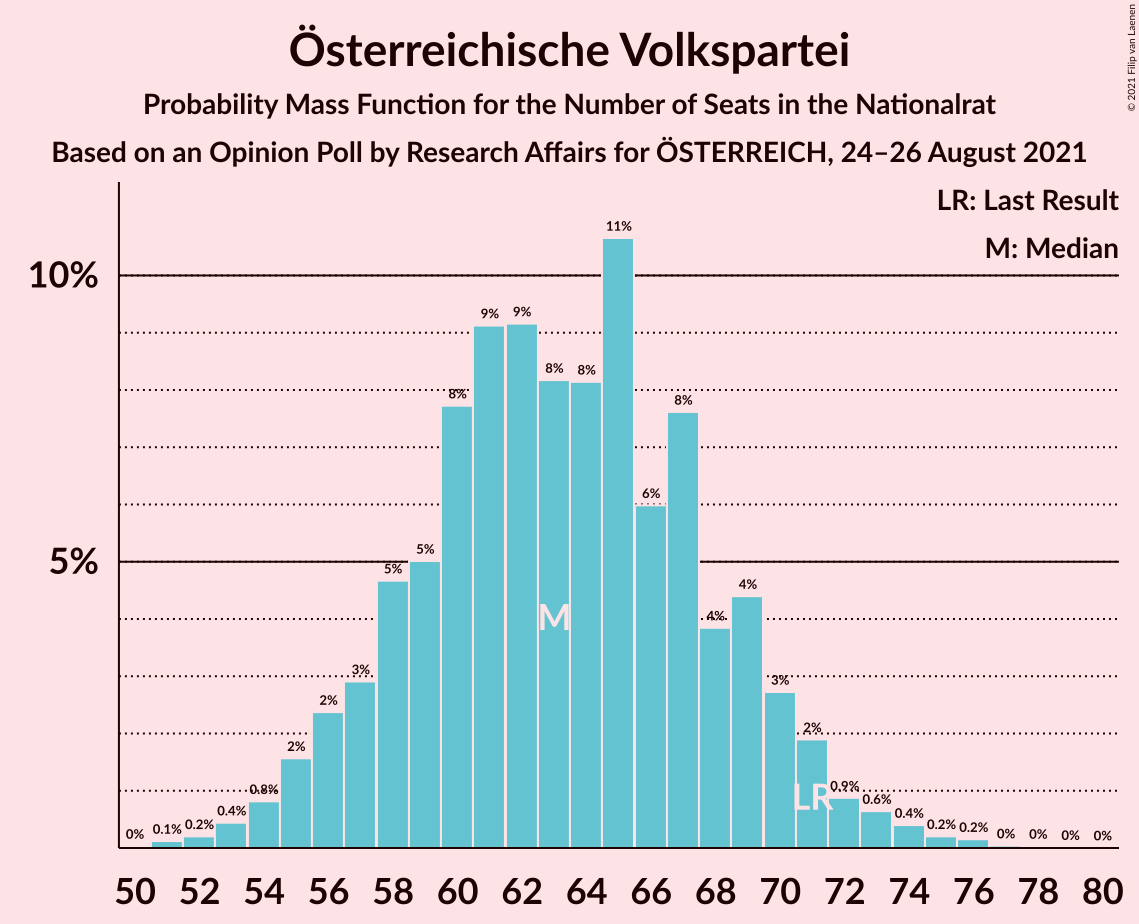 Österreichische Volkspartei
Probability Mass Function for the Number of Seats in the Nationalrat
Based on an Opinion Poll by Research Affairs for ÖSTERREICH, 24–26 August 2021
© 2021 Filip van Laenen
LR: Last Result
M: Median
10%
5%
0% 0.1% 0.2% 0.4% 0.8% 2% 2% 3% 5% 5% 8% 9% 9% 8% 8% 11% 6% 8% 4% 4% 3% 2% 0.9% 0.6% 0.4% 0.2% 0.2% 0% 0% 0% 0%
M
LR
50 52 54 56 58 60 62 64 66 68 70 72 74 76 78 80